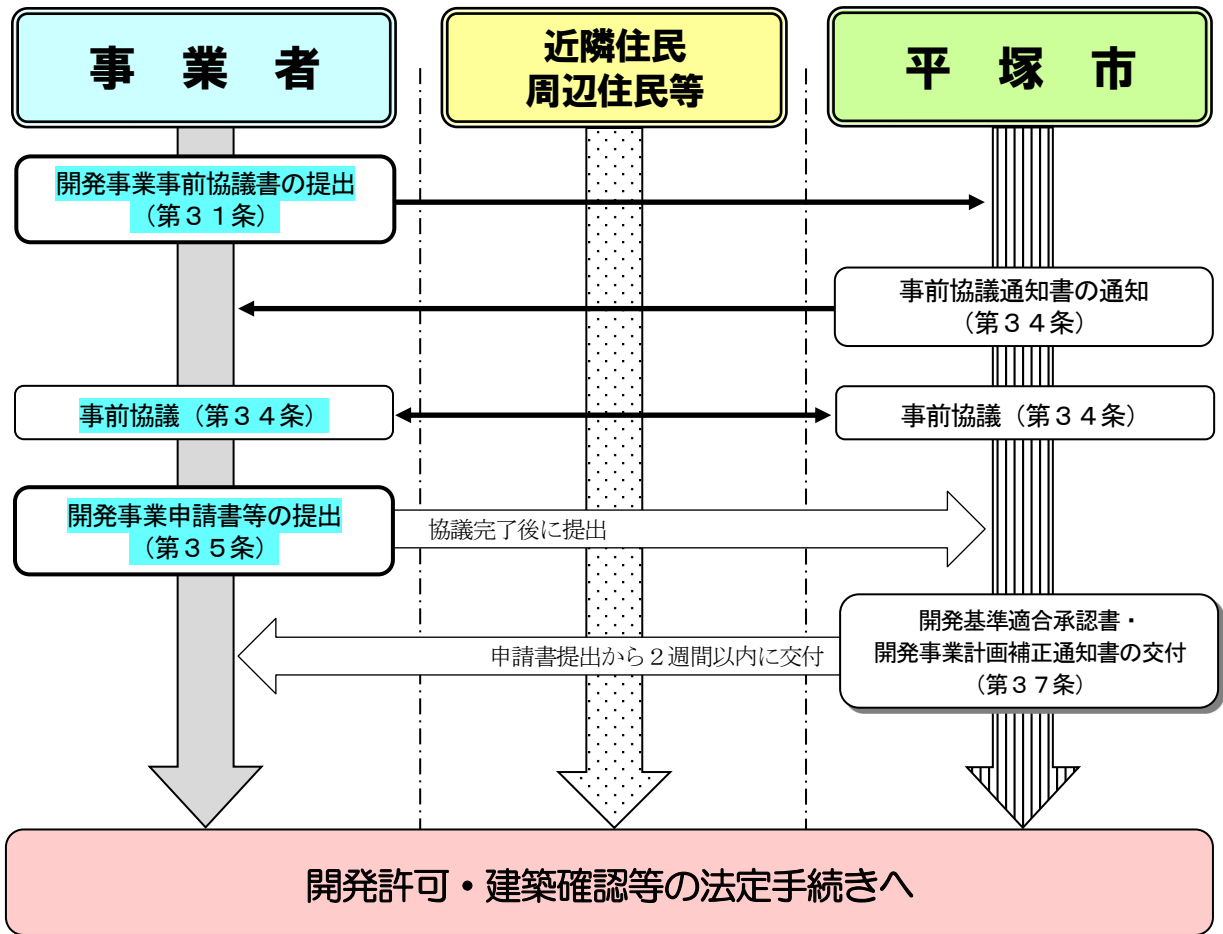 事　業　者
近隣住民
周辺住民等
平　塚　市
開発事業事前協議書の提出
（第３１条）
事前協議通知書の通知
（第３４条）
事前協議（第３４条）
事前協議（第３４条）
開発事業申請書等の提出
（第３５条）
協議完了後に提出
開発基準適合承認書・
開発事業計画補正通知書の交付
（第３７条）
申請書提出から２週間以内に交付
開発許可・建築確認等の法定手続きへ